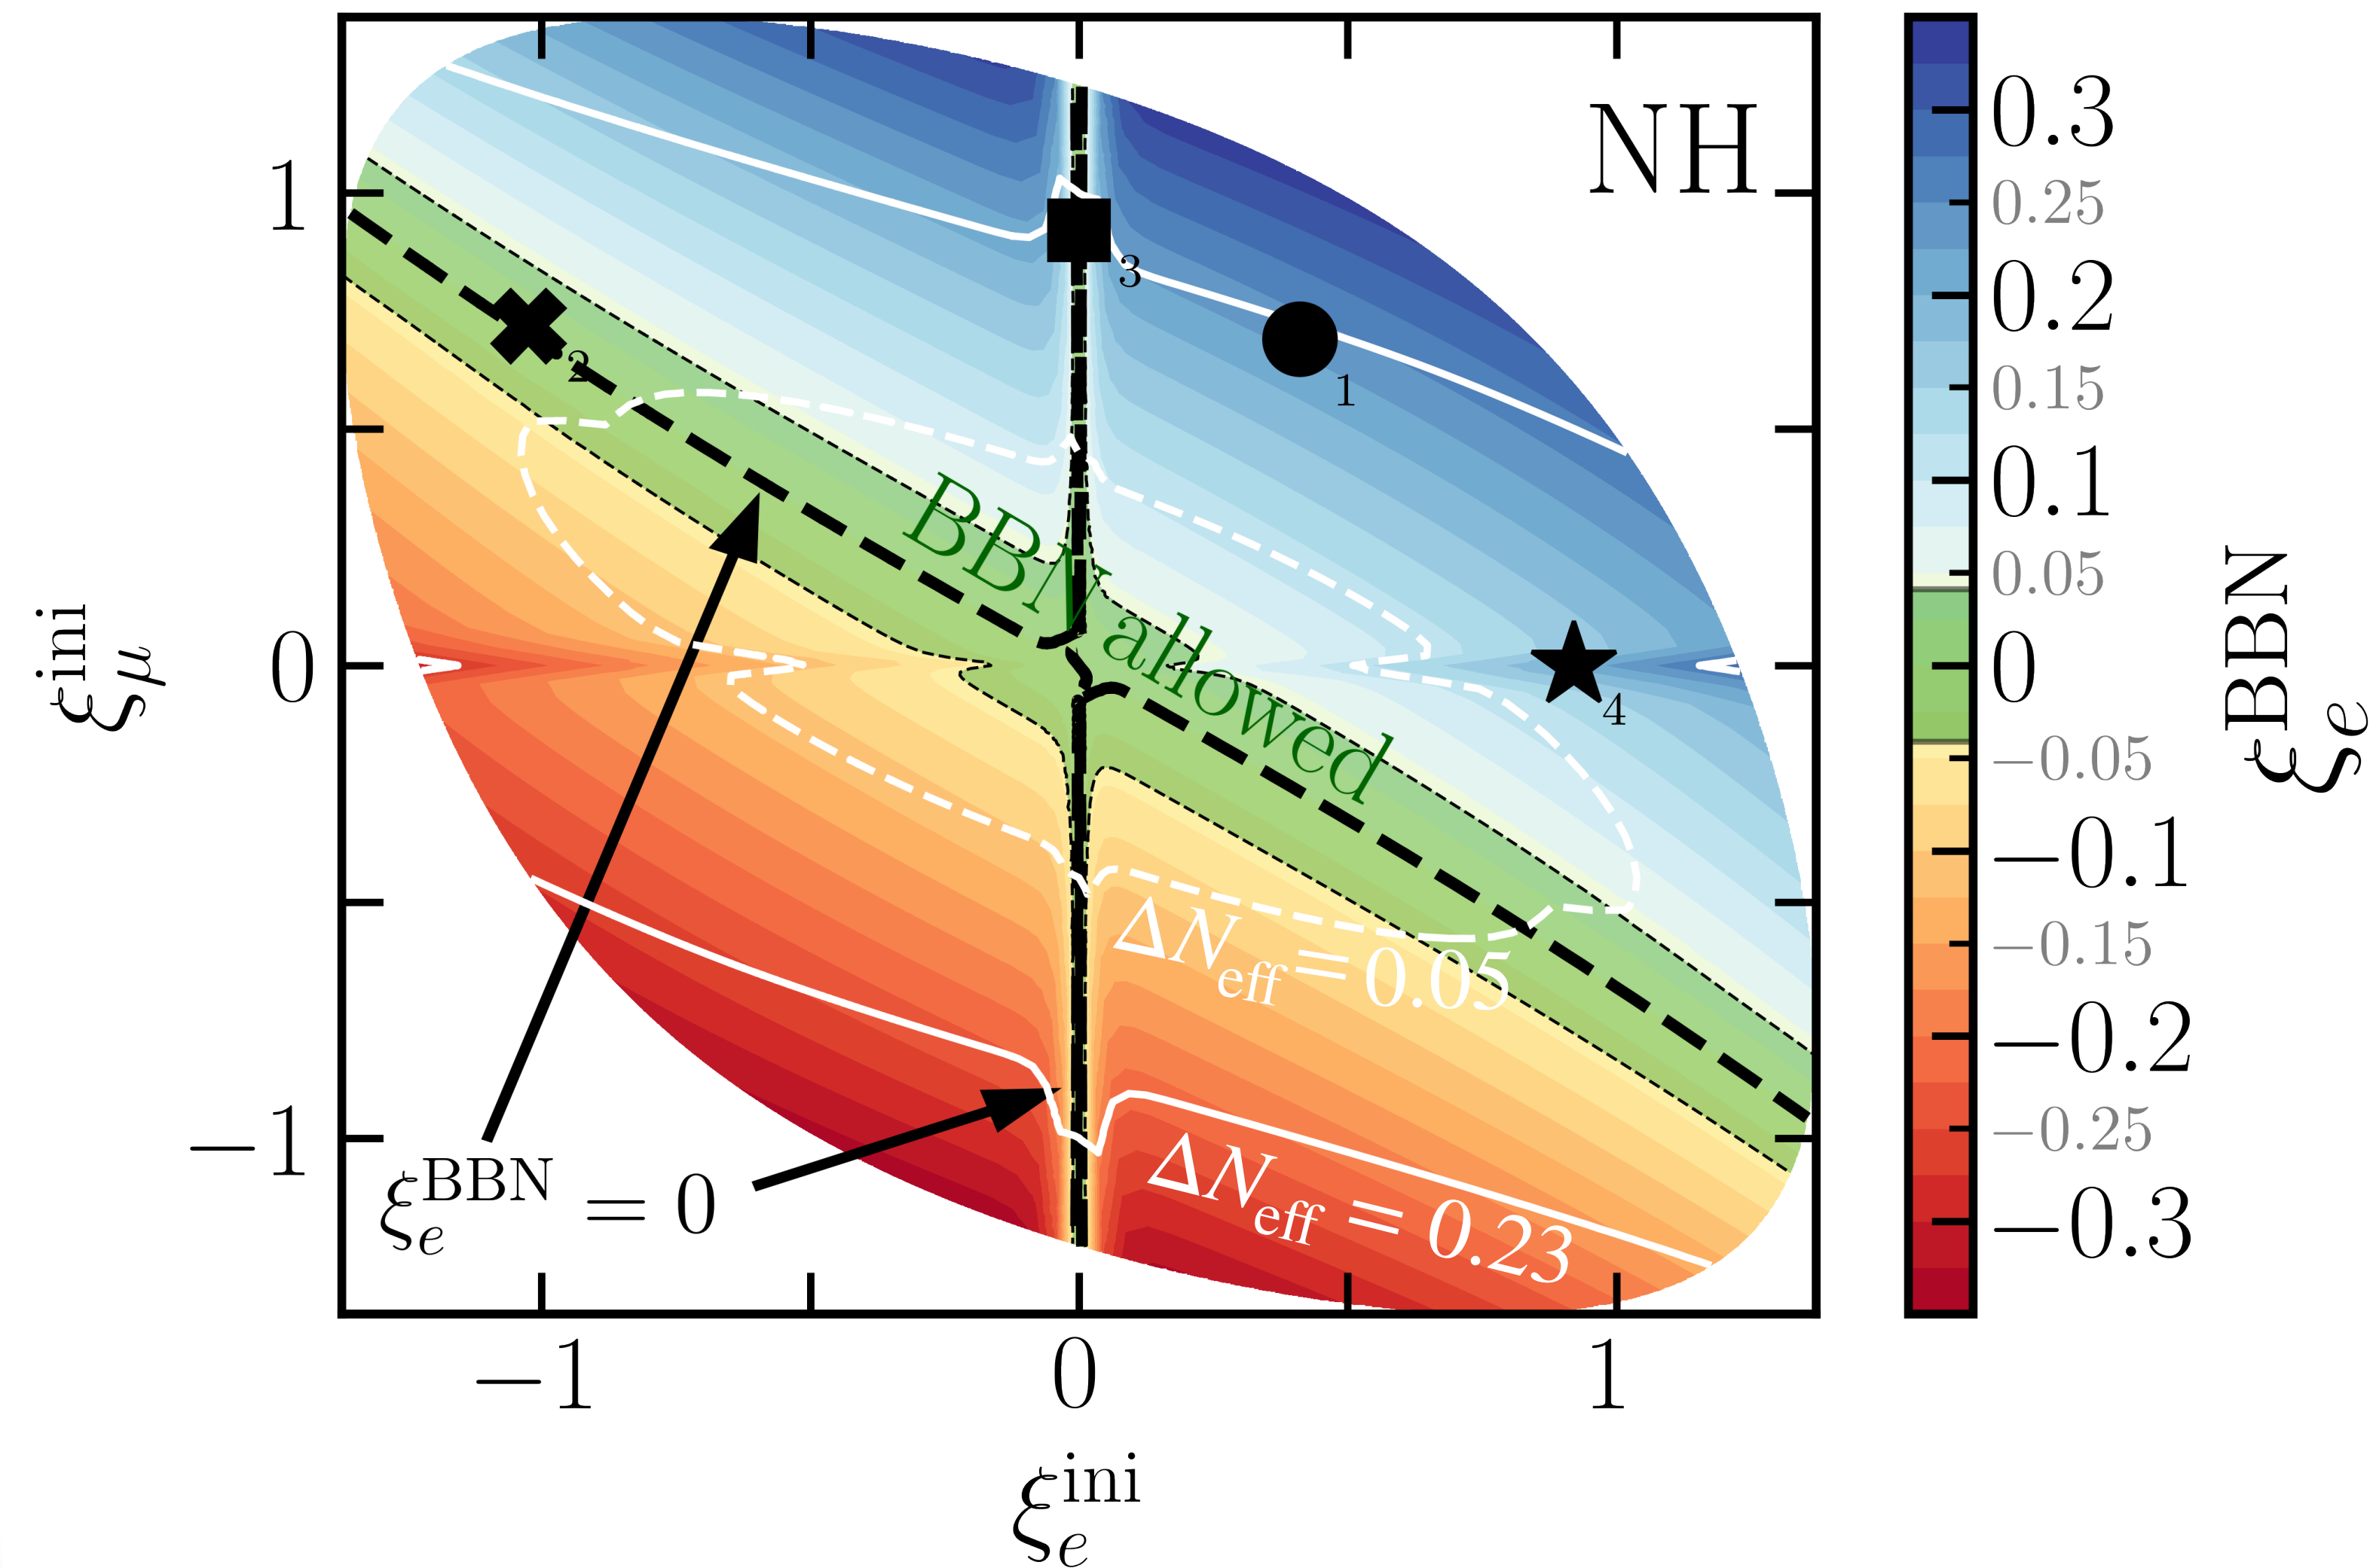 NH
1
0
−1
ξ_μ^ini
3
1
2
4
BBN allowed
ΔN_eff = 0.05
ΔN_eff = 0.23
ξ_e^BBN = 0
−1
0
1
ξ_e^ini
0.3
0.25
0.2
0.15
0.1
0.05
0
−0.05
−0.1
−0.15
−0.2
−0.25
−0.3
ξ_e^BBN